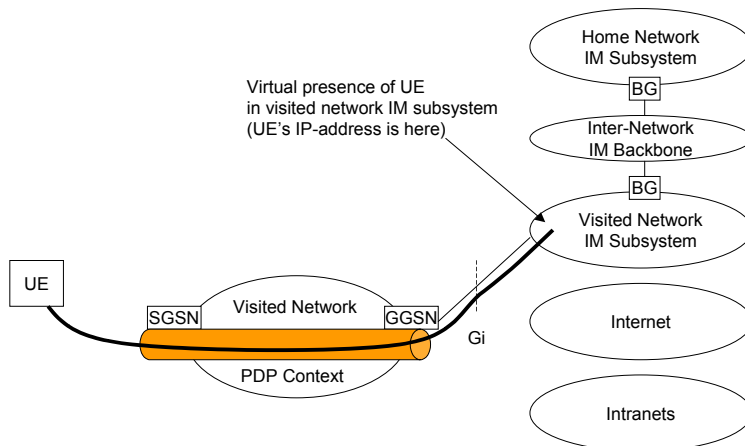 Home Network
IM Subsystem
BG
Virtual presence of UE
in visited network IM subsystem
(UE’s IP-address is here)
Inter-Network
IM Backbone
BG
Visited Network
IM Subsystem
UE
SGSN
Visited Network
GGSN
Gi
PDP Context
Internet
Intranets